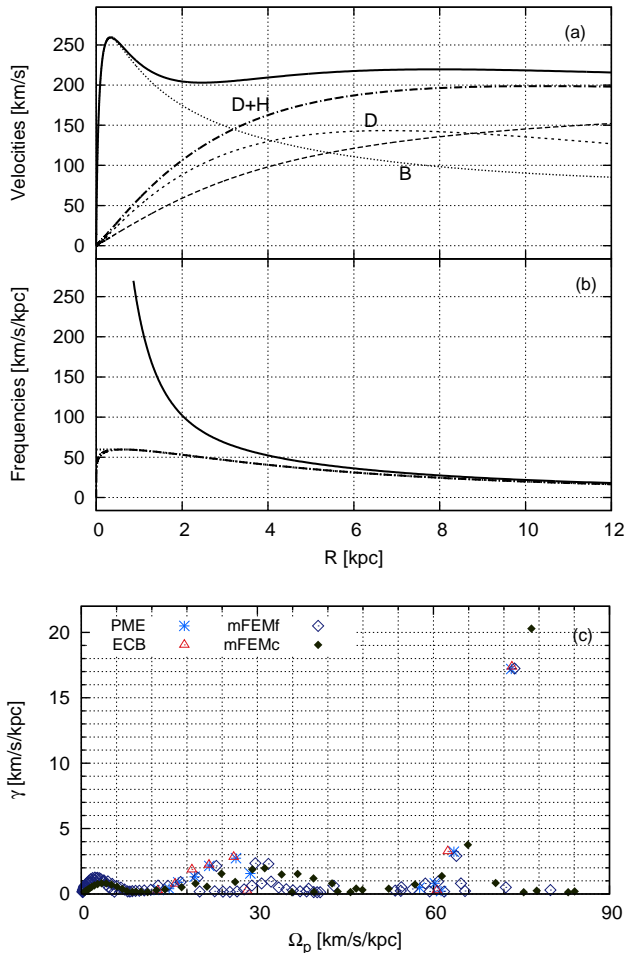 (a)
250
200
150
100
50
0
Velocities [km/s]
D+H
D
B
(b)
250
200
150
100
50
0
Frequencies [km/s/kpc]
0 2 4 6 8 10 12
R [kpc]
PME mFEMf
ECB mFEMc
(c)
20
15
10
5
0
γ [km/s/kpc]
0 30 60 90
Ωp [km/s/kpc]